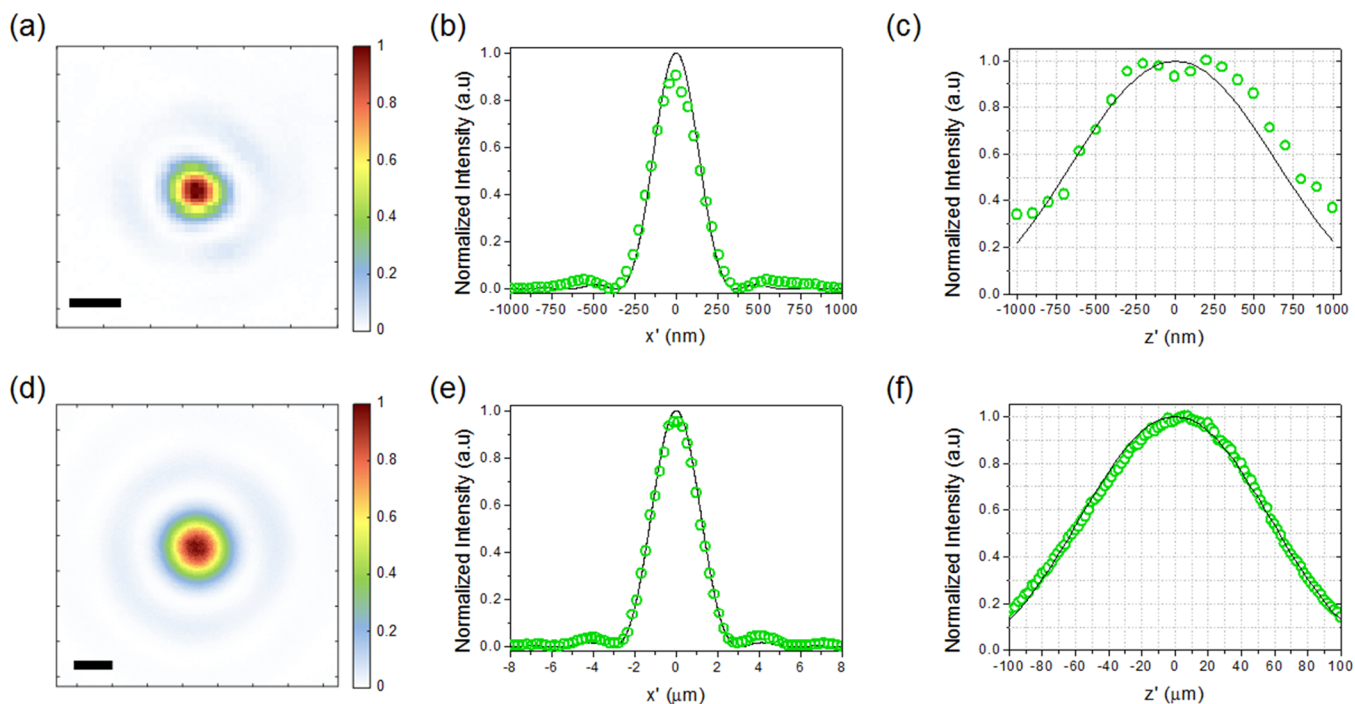 (a)
1
0.8
0.6
0.4
0.2
0
(b)
Normalized Intensity (a.u)
1.0
0.8
0.6
0.4
0.2
0.0
-1000 -750 -500 -250 0 250 500 750 1000
x' (nm)
(c)
Normalized Intensity (a.u)
1.0
0.8
0.6
0.4
0.2
0.0
-1000 -750 -500 -250 0 250 500 750 1000
z' (nm)
(d)
1
0.8
0.6
0.4
0.2
0
(e)
Normalized Intensity (a.u)
1.0
0.8
0.6
0.4
0.2
0.0
-8 -6 -4 -2 0 2 4 6 8
x' (μm)
(f)
Normalized Intensity (a.u)
1.0
0.8
0.6
0.4
0.2
0.0
-100 -80 -60 -40 -20 0 20 40 60 80 100
z' (μm)